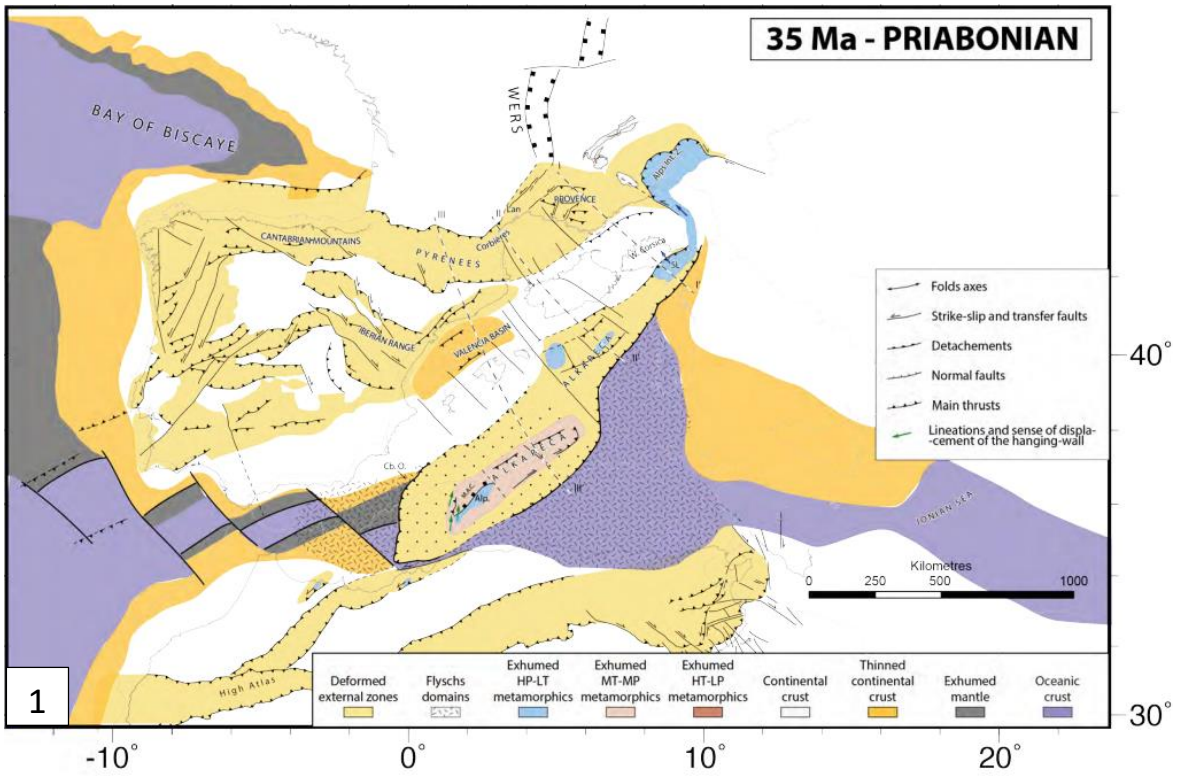 35 Ma - PRIABONIAN
BAY OF BISCAYE
WERS
Alps Int. Z.
PROVENCE
Lan
II
III
Corbières
CANTABRIAN MOUNTAINS
PYRENEES
W. Corsica
IBERIAN RANGE
VALENCIA BASIN
ALKAPECA
ALKAPECA
Cb. O.
MAC.
Alp.
IONIAN SEA
High Atlas
Folds axes
Strike-slip and transfer faults
Detachements
Normal faults
Main thrusts
Lineations and sense of displa-
-cement of the hanging-wall
40°
30°
Kilometres
0 250 500 1000
Deformed
external zones
Flyschs
domains
Exhumed
HP-LT
metamorphics
Exhumed
MT-MP
metamorphics
Exhumed
HT-LP
metamorphics
Continental
crust
Thinned
continental
crust
Exhumed
mantle
Oceanic
crust
1
-10° 0° 10° 20°